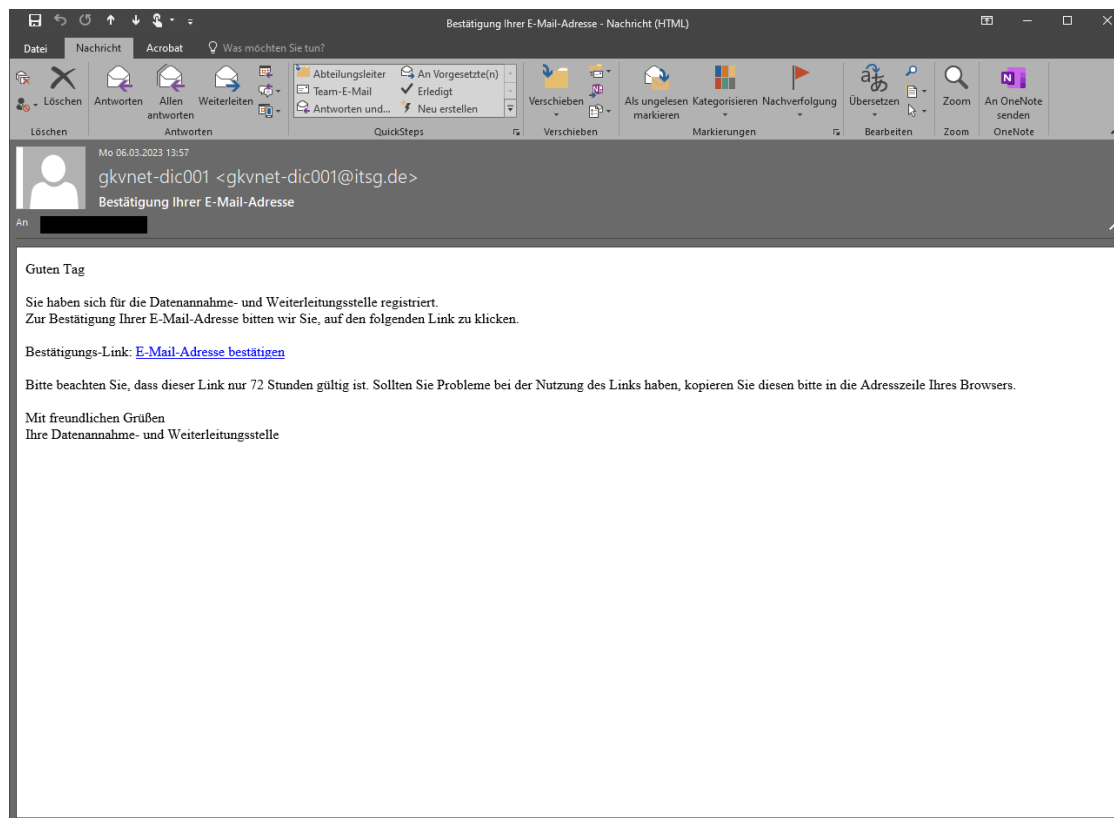 Bestätigung Ihrer E-Mail-Adresse - Nachricht (HTML)
Datei Nachricht Acrobat Was möchten Sie tun?
Löschen
Antworten
Allen antworten
Weiterleiten
Abteilungsleiter
Team-E-Mail
Antworten und...
An Vorgesetzte(n)
Erledigt
Neu erstellen
Verschieben
Als ungelesen markieren
Kategorisieren
Nachverfolgung
Übersetzen
Zoom
An OneNote senden
Löschen Antworten QuickSteps Verschieben Markierungen Bearbeiten Zoom OneNote
Mo 06.03.2023 13:57
gkvnet-dic001 <gkvnet-dic001@itsg.de>
Bestätigung Ihrer E-Mail-Adresse
An
Guten Tag
Sie haben sich für die Datenannahme- und Weiterleitungsstelle registriert.
Zur Bestätigung Ihrer E-Mail-Adresse bitten wir Sie, auf den folgenden Link zu klicken.
Bestätigungs-Link: E-Mail-Adresse bestätigen
Bitte beachten Sie, dass dieser Link nur 72 Stunden gültig ist. Sollten Sie Probleme bei der Nutzung des Links haben, kopieren Sie diesen bitte in die Adresszeile Ihres Browsers.
Mit freundlichen Grüßen
Ihre Datenannahme- und Weiterleitungsstelle